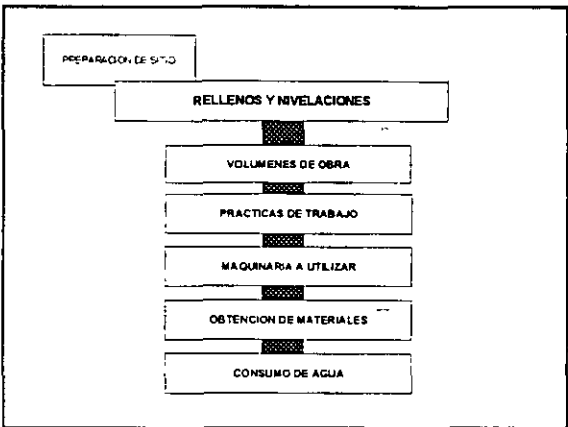 PREPARACION DE SITIO
RELLENOS Y NIVELACIONES
VOLUMENES DE OBRA
PRACTICAS DE TRABAJO
MAQUINARIA A UTILIZAR
OBTENCION DE MATERIALES
CONSUMO DE AGUA